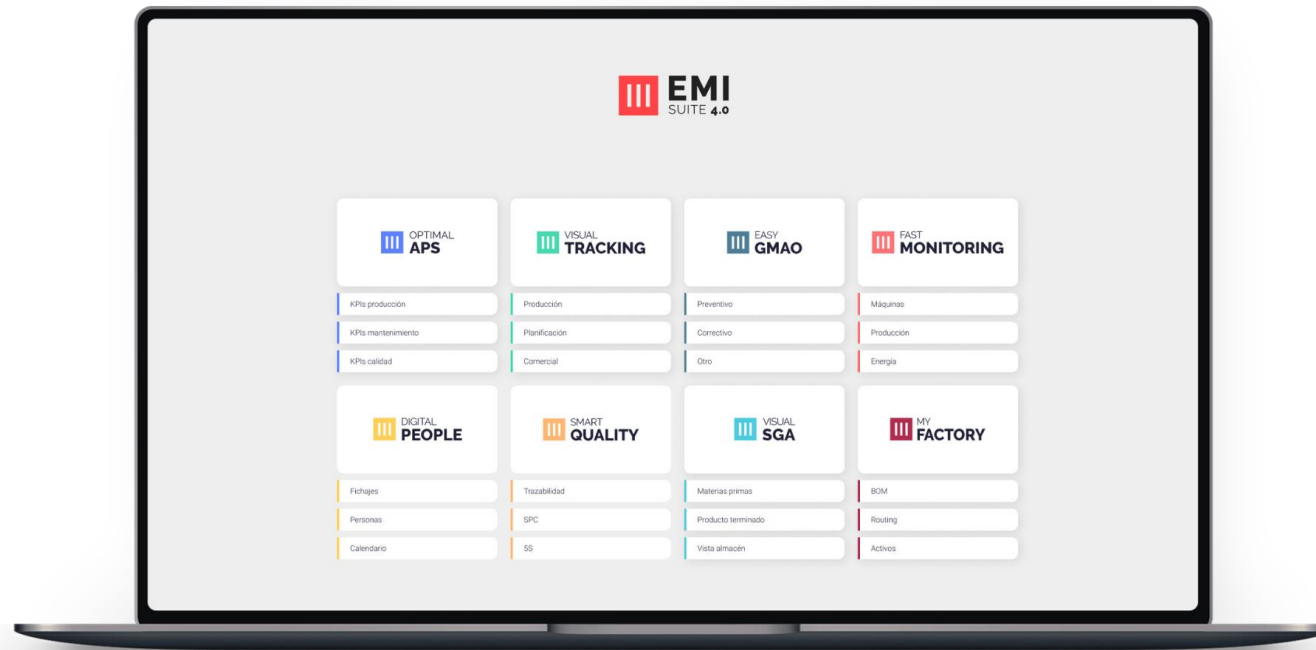 EMI
SUITE 4.0
OPTIMAL
APS
VISUAL
TRACKING
EASY
GMAO
FAST
MONITORING
KPIs producción
Producción
Preventivo
Máquinas
KPIs mantenimiento
Planificación
Correctivo
Producción
KPIs calidad
Comercial
Otro
Energía
DIGITAL
PEOPLE
SMART
QUALITY
VISUAL
SGA
MY
FACTORY
Fichajes
Trazabilidad
Materias primas
BOM
Personas
SPC
Producto terminado
Routing
Calendario
5S
Vista almacén
Activos